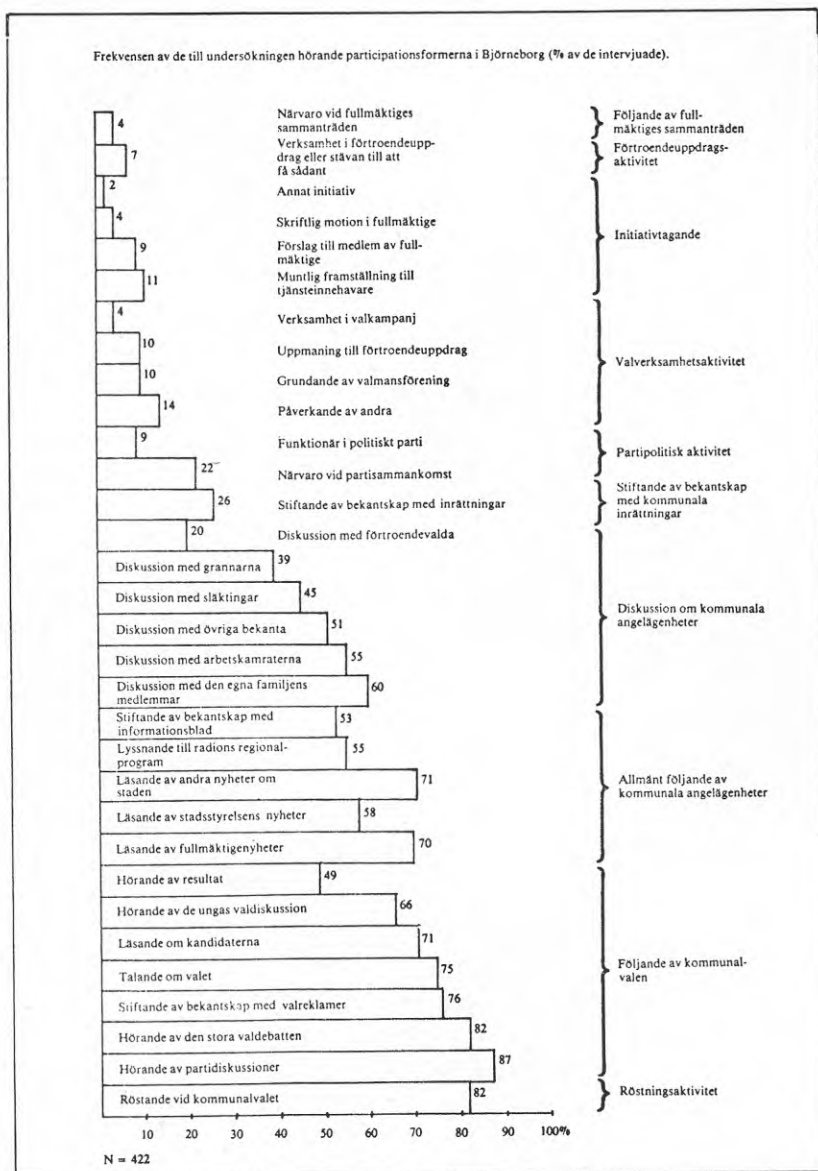 Frekvensen av de till undersökningen hörande participationsformerna i Björneborg (% av de intervjuade).
4
Närvaro vid fullmäktiges
sammanträden
Följande av full-
mäktiges sammanträden
7
Verksamhet i förtroendeupp-
drag eller stävan till att
få sådant
Förtroendeuppdrags-
aktivitet
2
Annat initiativ
4
Skriftlig motion i fullmäktige
Initiativtagande
9
Förslag till medlem av full-
mäktige
11
Muntlig framställning till
tjänsteinnehavare
4
Verksamhet i valkampanj
10
Uppmaning till förtroendeuppdrag
Valverksamhetsaktivitet
10
Grundande av valmansförening
14
Påverkande av andra
9
Funktionär i politiskt parti
Partipolitisk aktivitet
22
Närvaro vid partisammankomst
26
Stiftande av bekantskap med inrättningar
Stiftande av bekantskap
med kommunala
inrättningar
20
Diskussion med förtroendevalda
Diskussion med grannarna
39
Diskussion med släktingar
45
Diskussion om kommunala
angelägenheter
Diskussion med övriga bekanta
51
Diskussion med arbetskamraterna
55
Diskussion med den egna familjens
medlemmar
60
Stiftande av bekantskap med
informationsblad
53
Lyssnande till radions regional-
program
55
Läsande av andra nyheter om
staden
71
Allmänt följande av
kommunala angelägenheter
Läsande av stadsstyrelsens nyheter
58
Läsande av fullmäktigenyheter
70
Hörande av resultat
49
Hörande av de ungas valdiskussion
66
Läsande om kandidaterna
71
Talande om valet
75
Följande av kommunal-
valen
Stiftande av bekantskap med valreklamer
76
Hörande av den stora valdebatten
82
Hörande av partidiskussioner
87
Röstande vid kommunalvalet
82
Röstningsaktivitet
10 20 30 40 50 60 70 80 90 100%
N = 422